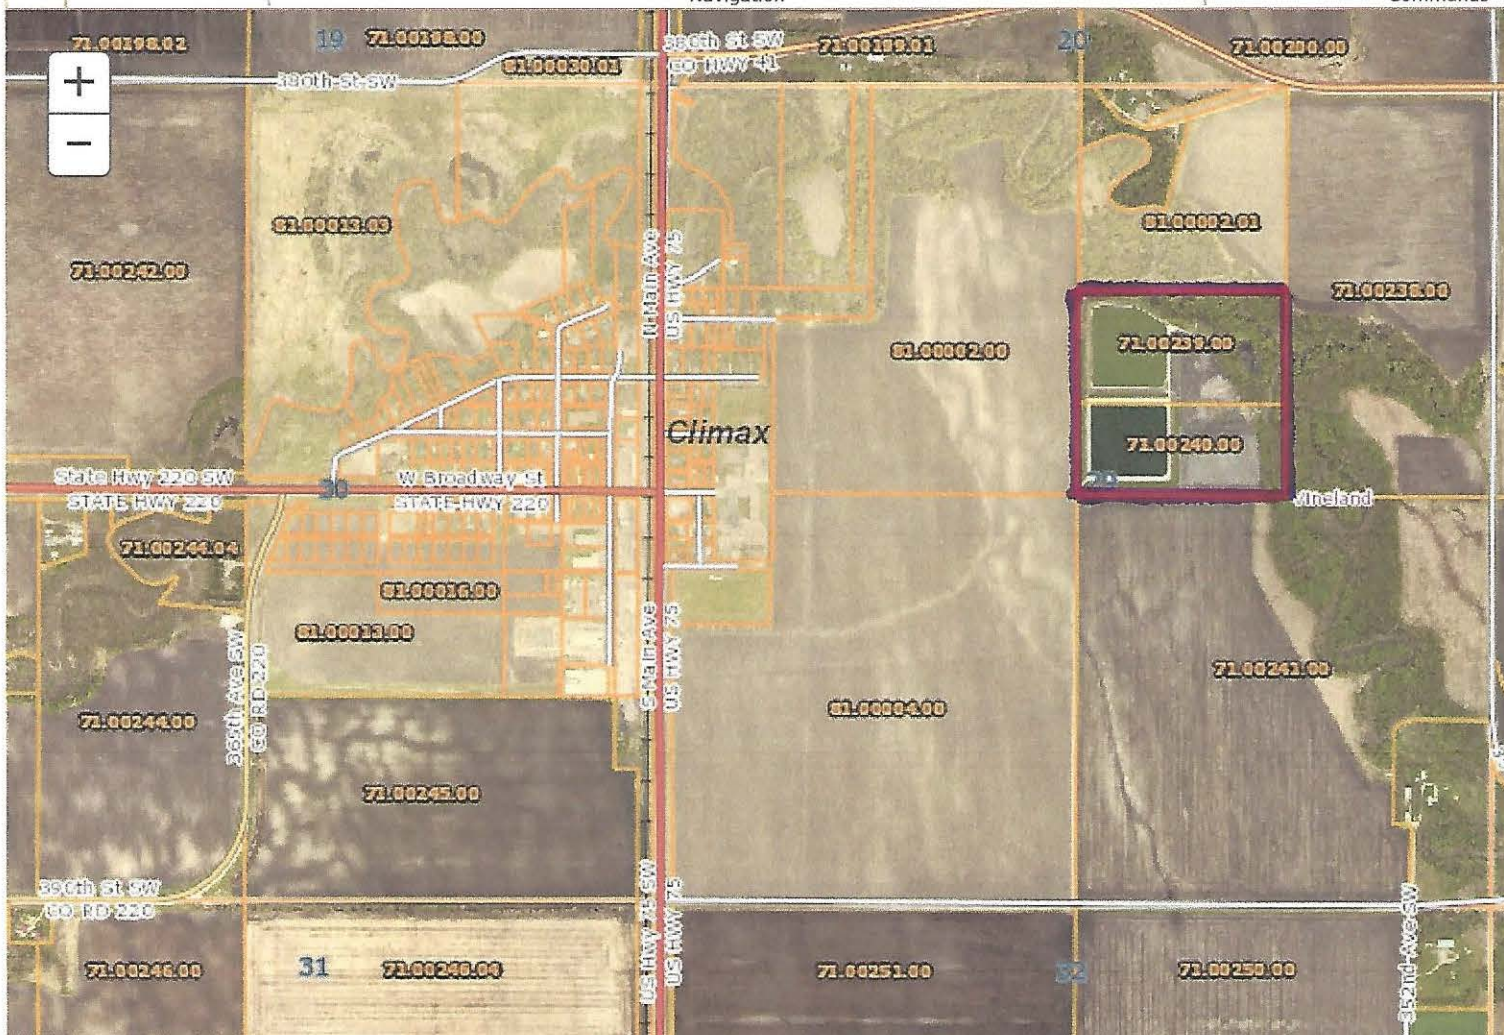 Navigation
Commands
71.00198.02
19
71.00198.00
380th St SW
CO HWY 41
71.00199.01
20
71.00200.00
390th St SW
81.00030.01
+
−
81.00013.03
71.00242.00
N Main Ave
US HWY 75
81.00002.01
71.00238.00
81.00002.00
71.00239.00
Climax
71.00240.00
29
State Hwy 220 SW
STATE HWY 220
30
W Broadway St
STATE HWY 220
Vineland
71.00244.04
81.00016.00
81.00013.00
S Main Ave
US HWY 75
369th Ave SW
CO RD 220
71.00244.00
81.00004.00
71.00241.00
71.00245.00
390th St SW
CO RD 220
US Hwy 75 SW
US HWY 75
352nd Ave SW
71.00246.00
31
71.00251.00
32
71.00250.00